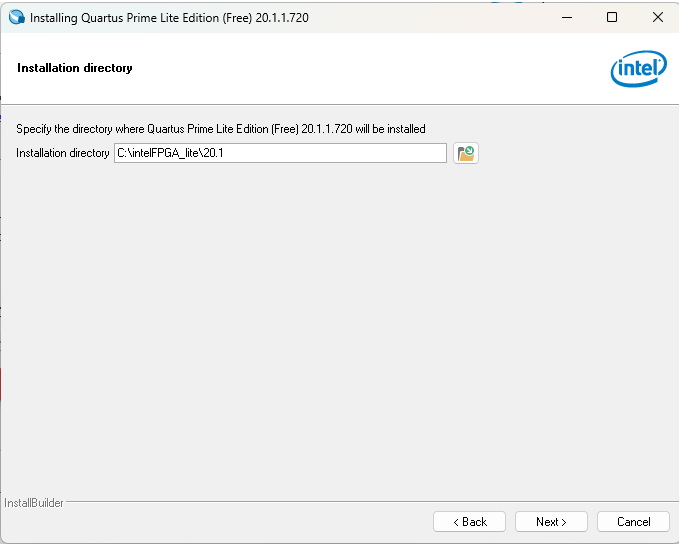 Installing Quartus Prime Lite Edition (Free) 20.1.1.720
Installation directory
intel
Specify the directory where Quartus Prime Lite Edition (Free) 20.1.1.720 will be installed
Installation directory C:\intelFPGA_lite\20.1
InstallBuilder
< Back Next > Cancel